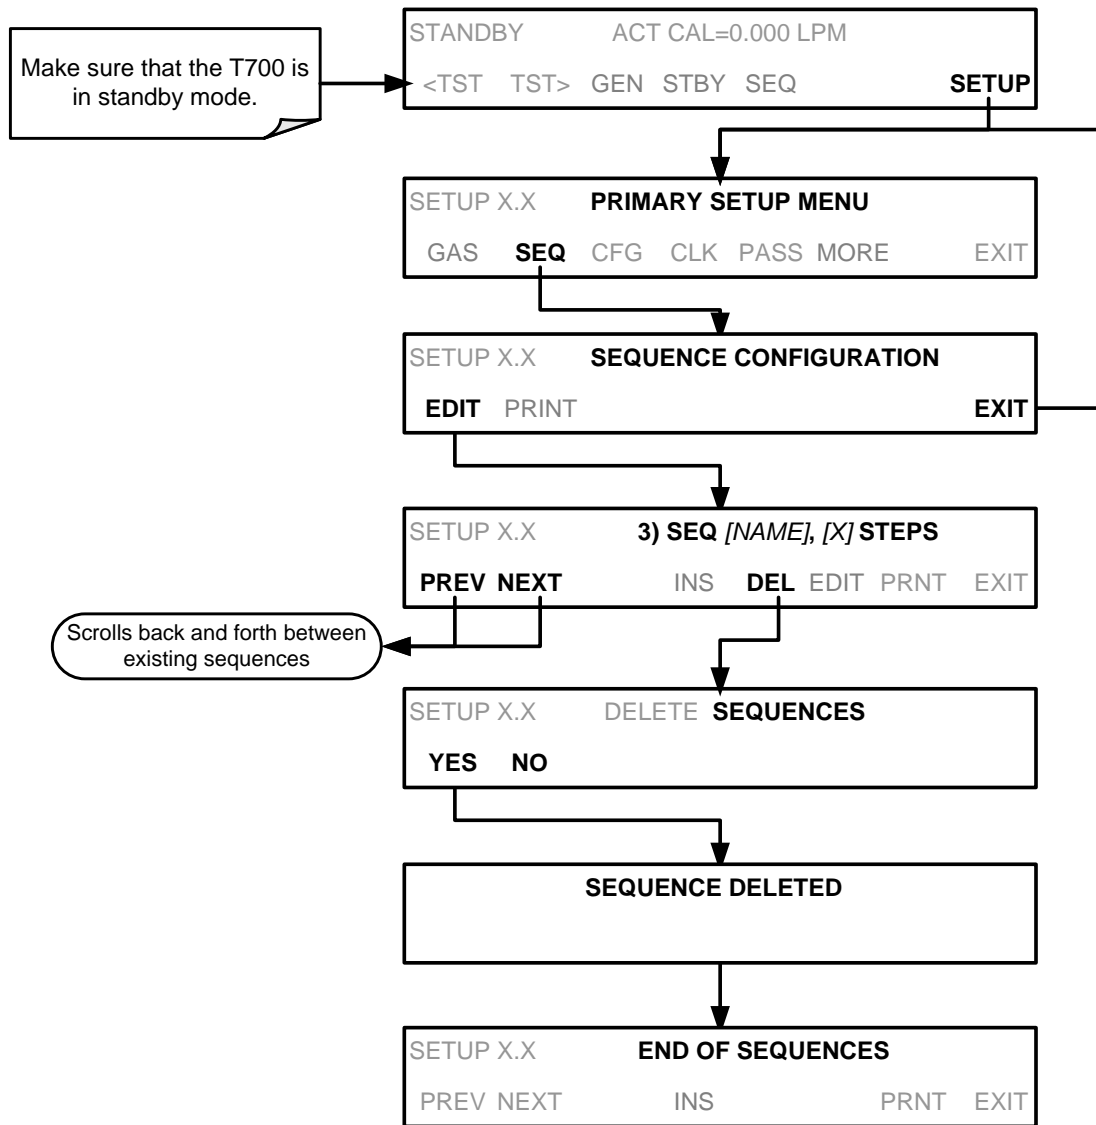 STANDBY ACT CAL=0.000 LPM
Make sure that the T700 is
in standby mode.
<TST TST> GEN STBY SEQ SETUP
SETUP X.X PRIMARY SETUP MENU
GAS SEQ CFG CLK PASS MORE EXIT
SETUP X.X SEQUENCE CONFIGURATION
EDIT PRINT EXIT
SETUP X.X 3) SEQ [NAME], [X] STEPS
PREV NEXT INS DEL EDIT PRNT EXIT
Scrolls back and forth between
existing sequences
SETUP X.X DELETE SEQUENCES
YES NO
SEQUENCE DELETED
SETUP X.X END OF SEQUENCES
PREV NEXT INS PRNT EXIT